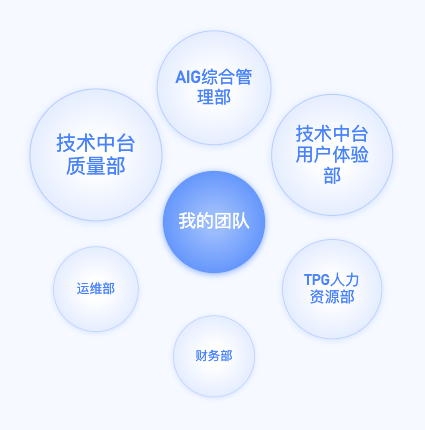 AIG综合管
理部
技术中台
质量部
技术中台
用户体验
部
我的团队
运维部
TPG人力
资源部
财务部